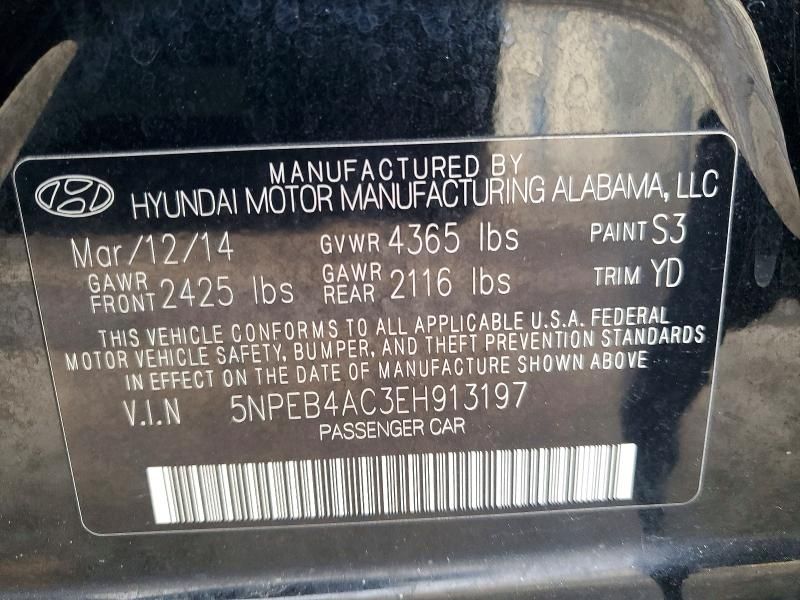 MANUFACTURED BY
HYUNDAI MOTOR MANUFACTURING ALABAMA, LLC
Mar/12/14 GVWR 4365 lbs PAINT S3
GAWR FRONT 2425 lbs GAWR REAR 2116 lbs TRIM YD
THIS VEHICLE CONFORMS TO ALL APPLICABLE U.S.A. FEDERAL
MOTOR VEHICLE SAFETY, BUMPER, AND THEFT PREVENTION STANDARDS
IN EFFECT ON THE DATE OF MANUFACTURE SHOWN ABOVE
V.I.N 5NPEB4AC3EH913197
PASSENGER CAR